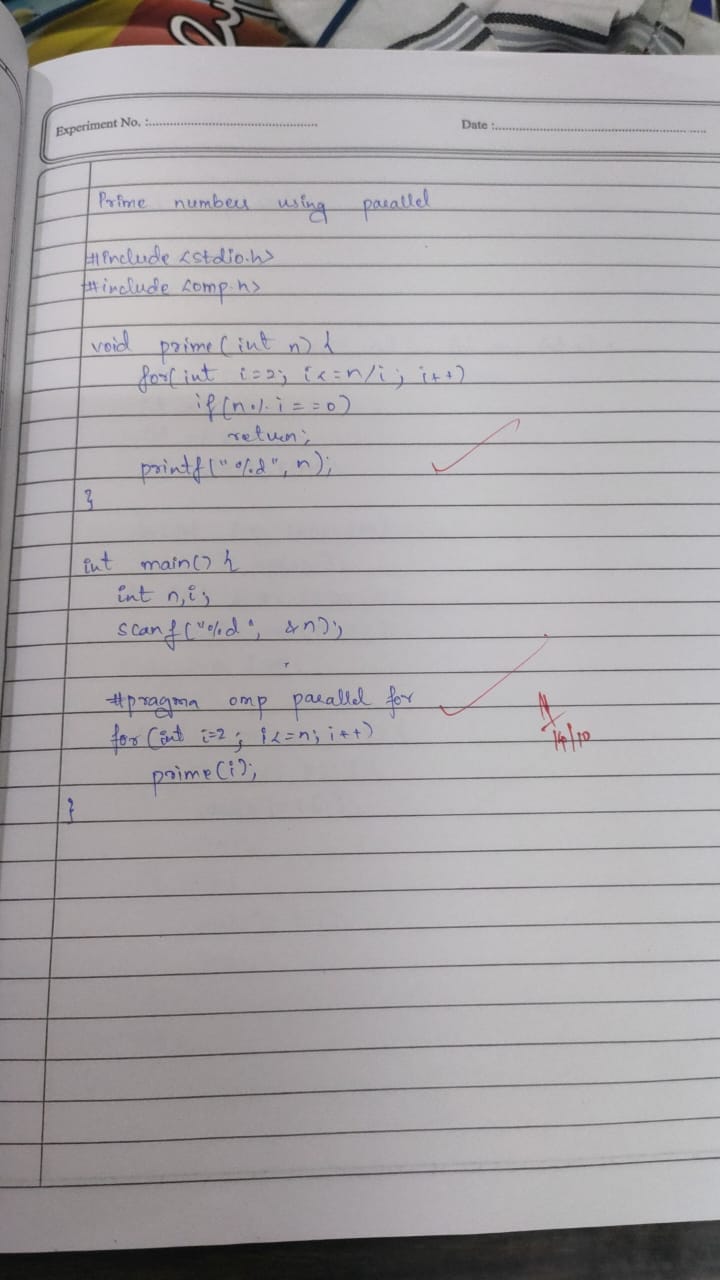 Experiment No. :
Date :
Prime numbers using parallel
#include <stdio.h>
#include <omp.h>
void prime(int n) {
for(int i=2; i<=n/i; i++)
if(n%i==0)
return;
printf("%d", n);
}
int main() {
int n,i;
scanf("%d", &n);
#pragma omp parallel for
for(int i=2; i<=n; i++)
prime(i);
}
14/10